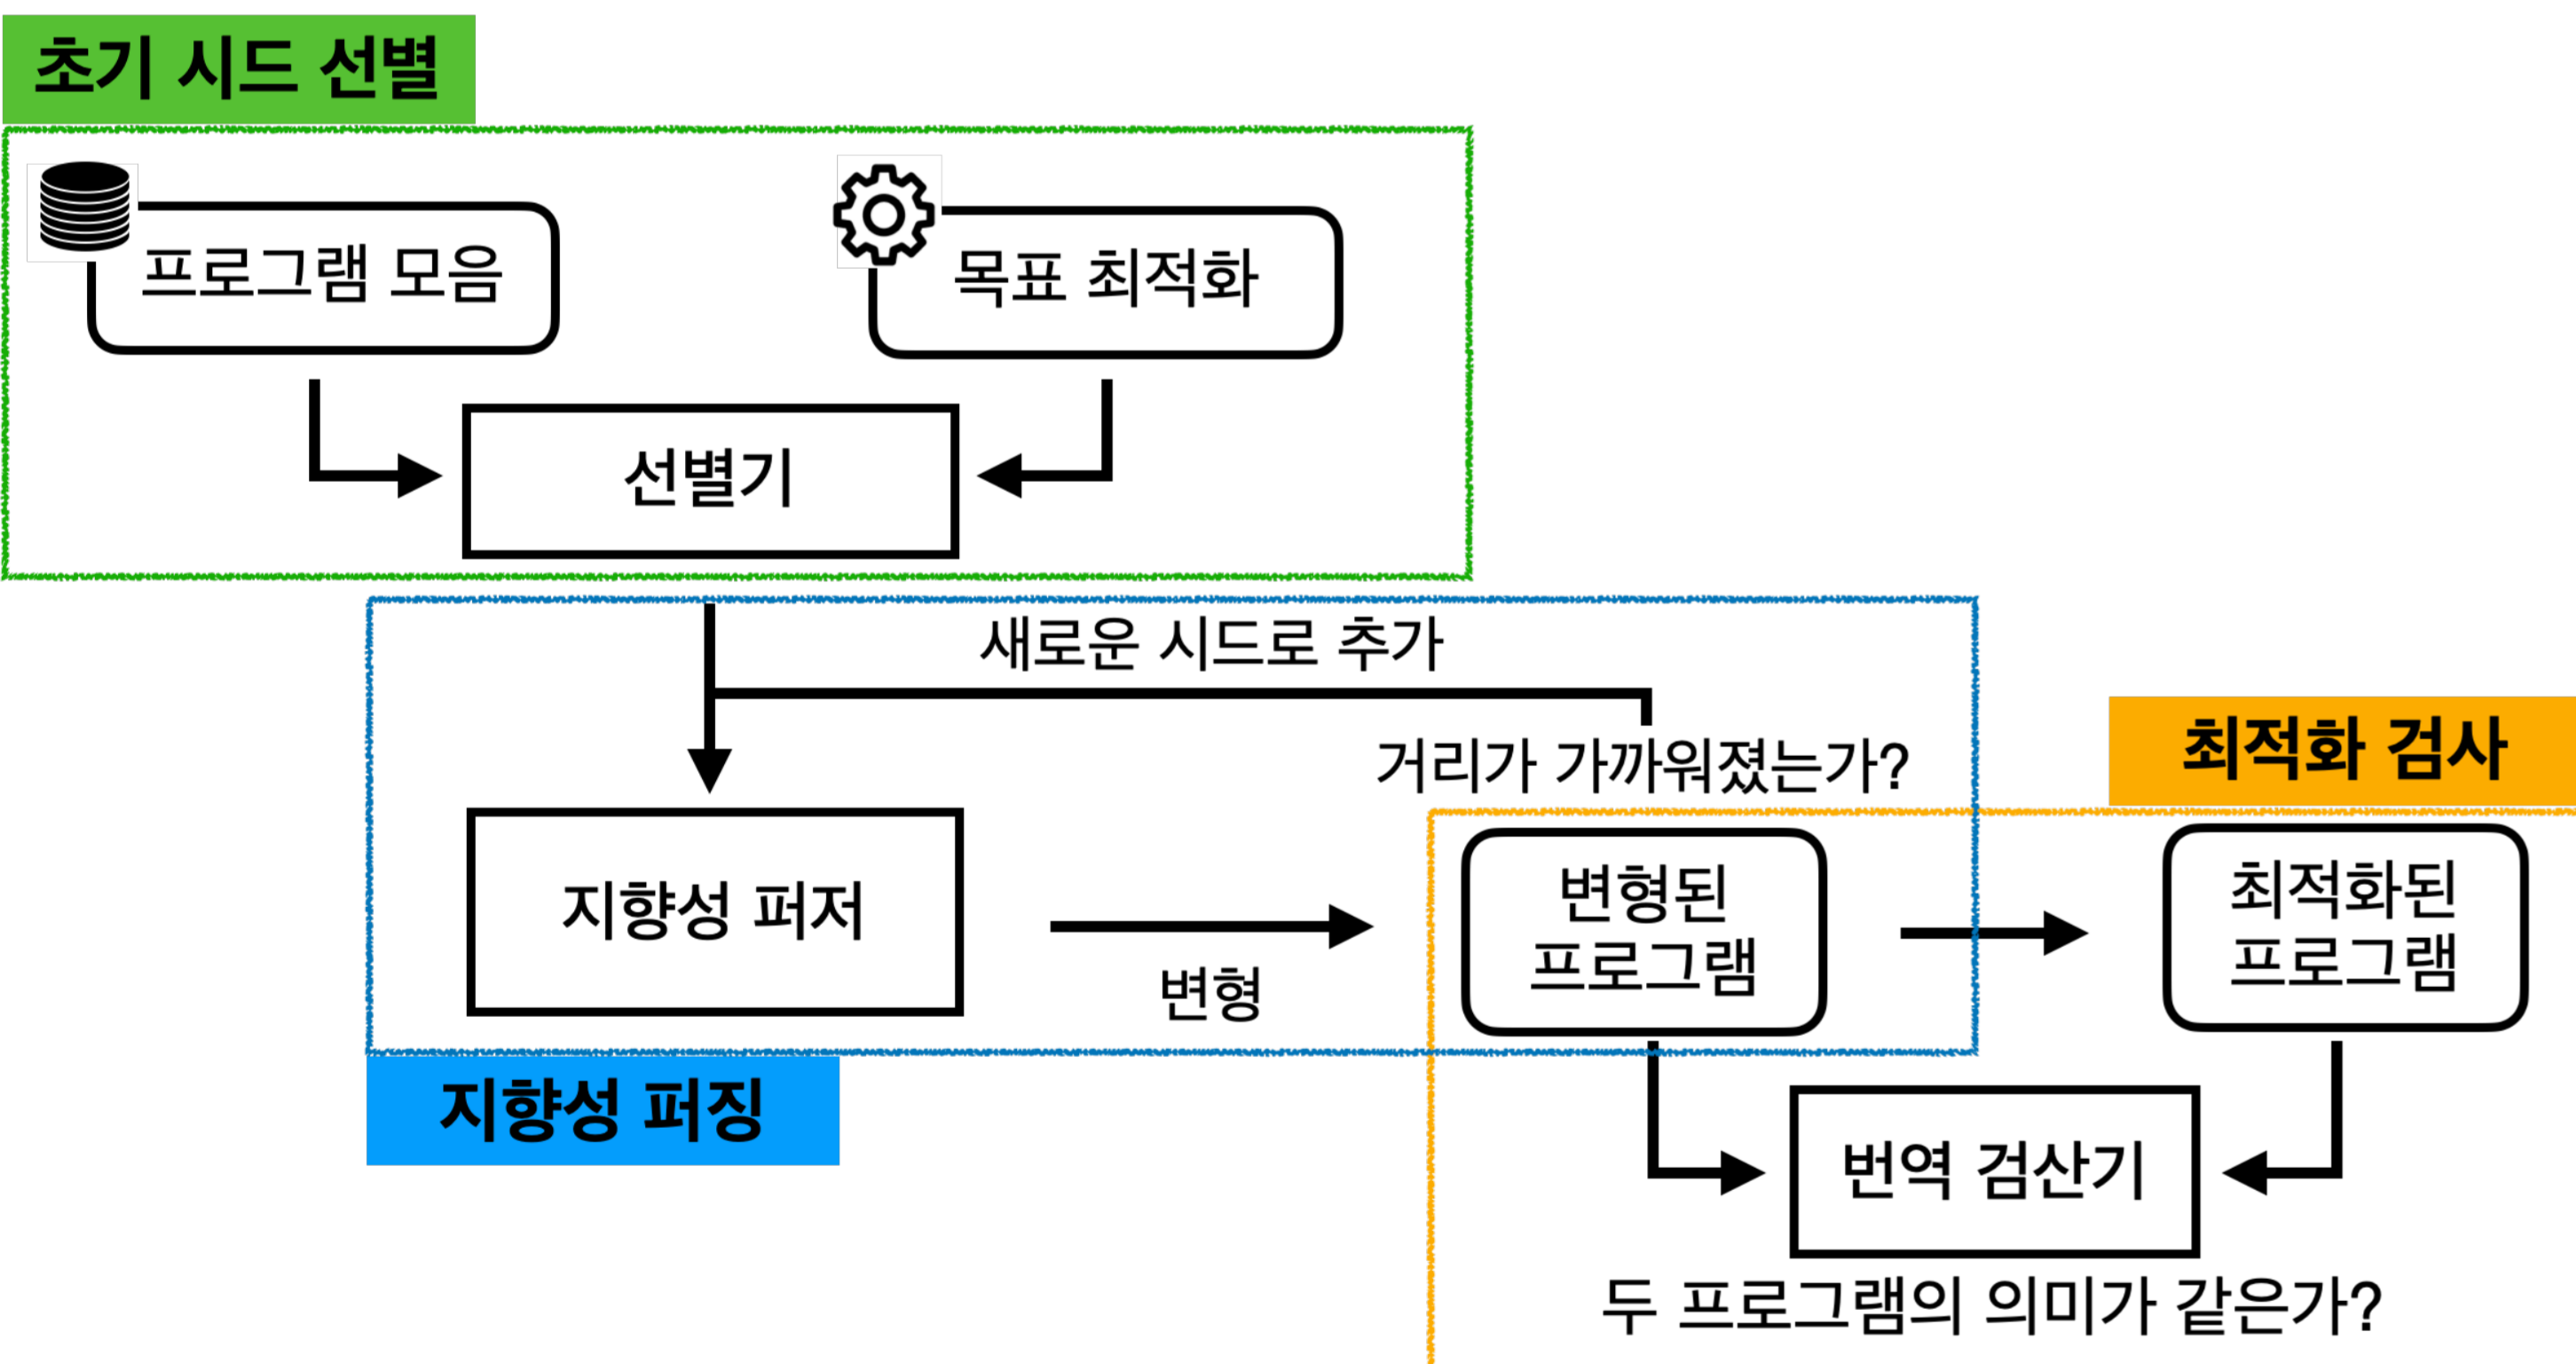 초기 시드 선별
프로그램 모음
목표 최적화
선별기
새로운 시드로 추가
거리가 가까워졌는가?
최적화 검사
지향성 퍼저
변형
변형된
프로그램
최적화된
프로그램
지향성 퍼징
번역 검산기
두 프로그램의 의미가 같은가?